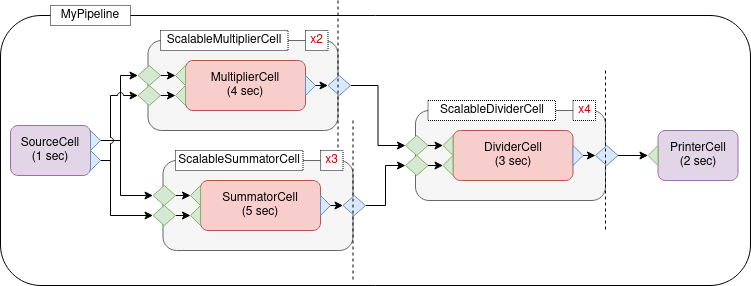 MyPipeline
ScalableMultiplierCell
x2
MultiplierCell
(4 sec)
ScalableDividerCell
x4
SourceCell
(1 sec)
DividerCell
(3 sec)
PrinterCell
(2 sec)
ScalableSummatorCell
x3
SummatorCell
(5 sec)